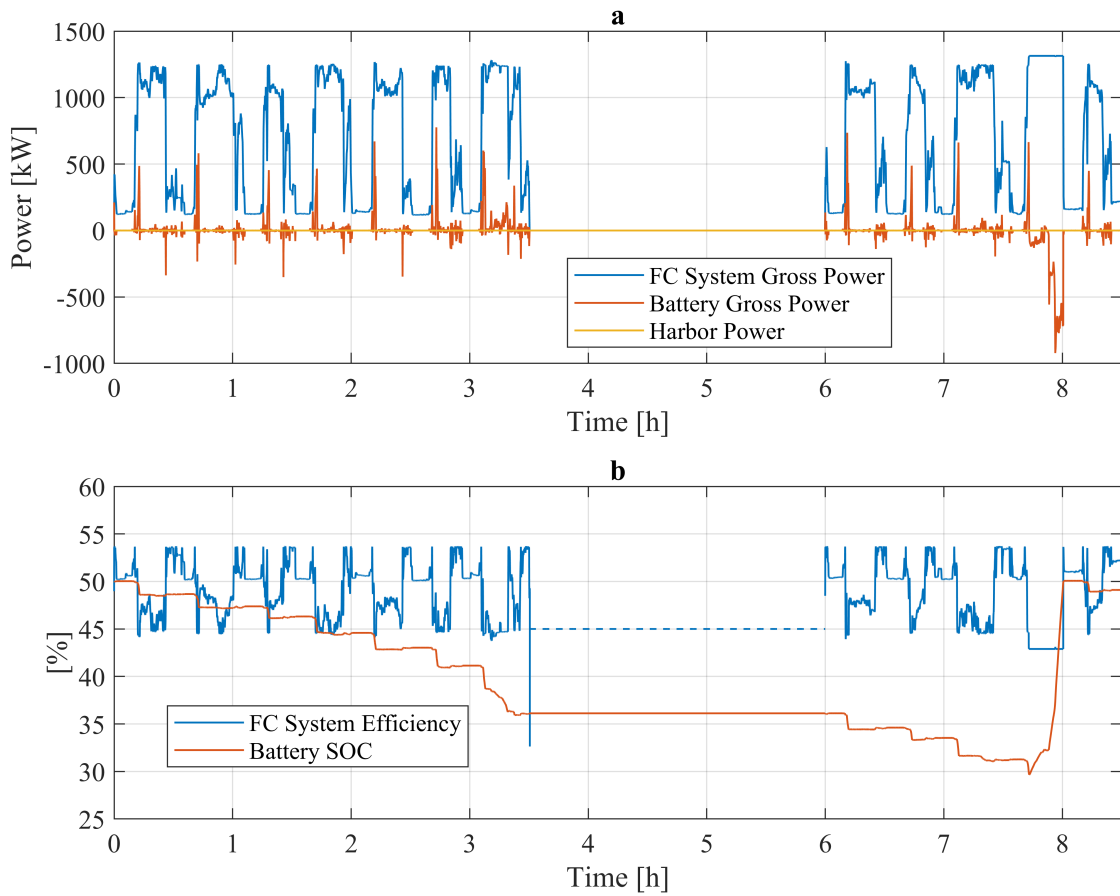 a
1500
1000
500
0
-500
-1000
Power [kW]
FC System Gross Power
Battery Gross Power
Harbor Power
0 1 2 3 4 5 6 7 8
Time [h]
b
60
55
50
45
40
35
30
25
[%]
FC System Efficiency
Battery SOC
0 1 2 3 4 5 6 7 8
Time [h]